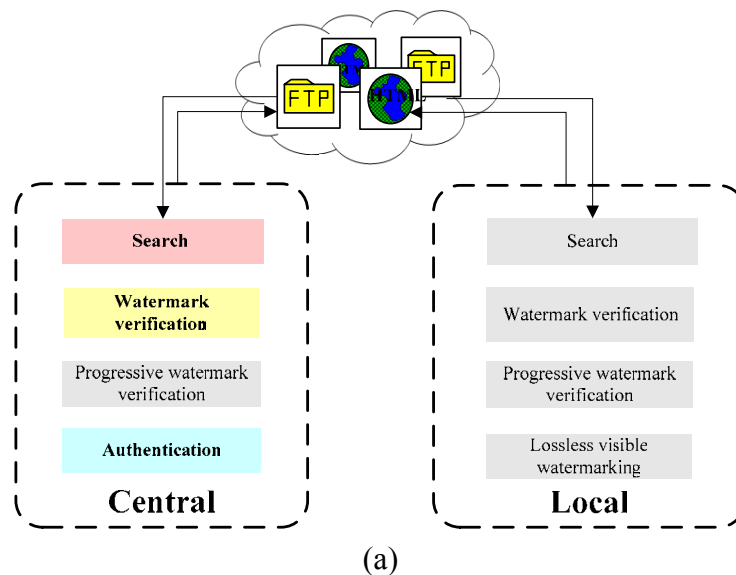 FTP
HTML
Search
Watermark
verification
Progressive watermark
verification
Authentication
Central
Search
Watermark verification
Progressive watermark
verification
Lossless visible
watermarking
Local
(a)